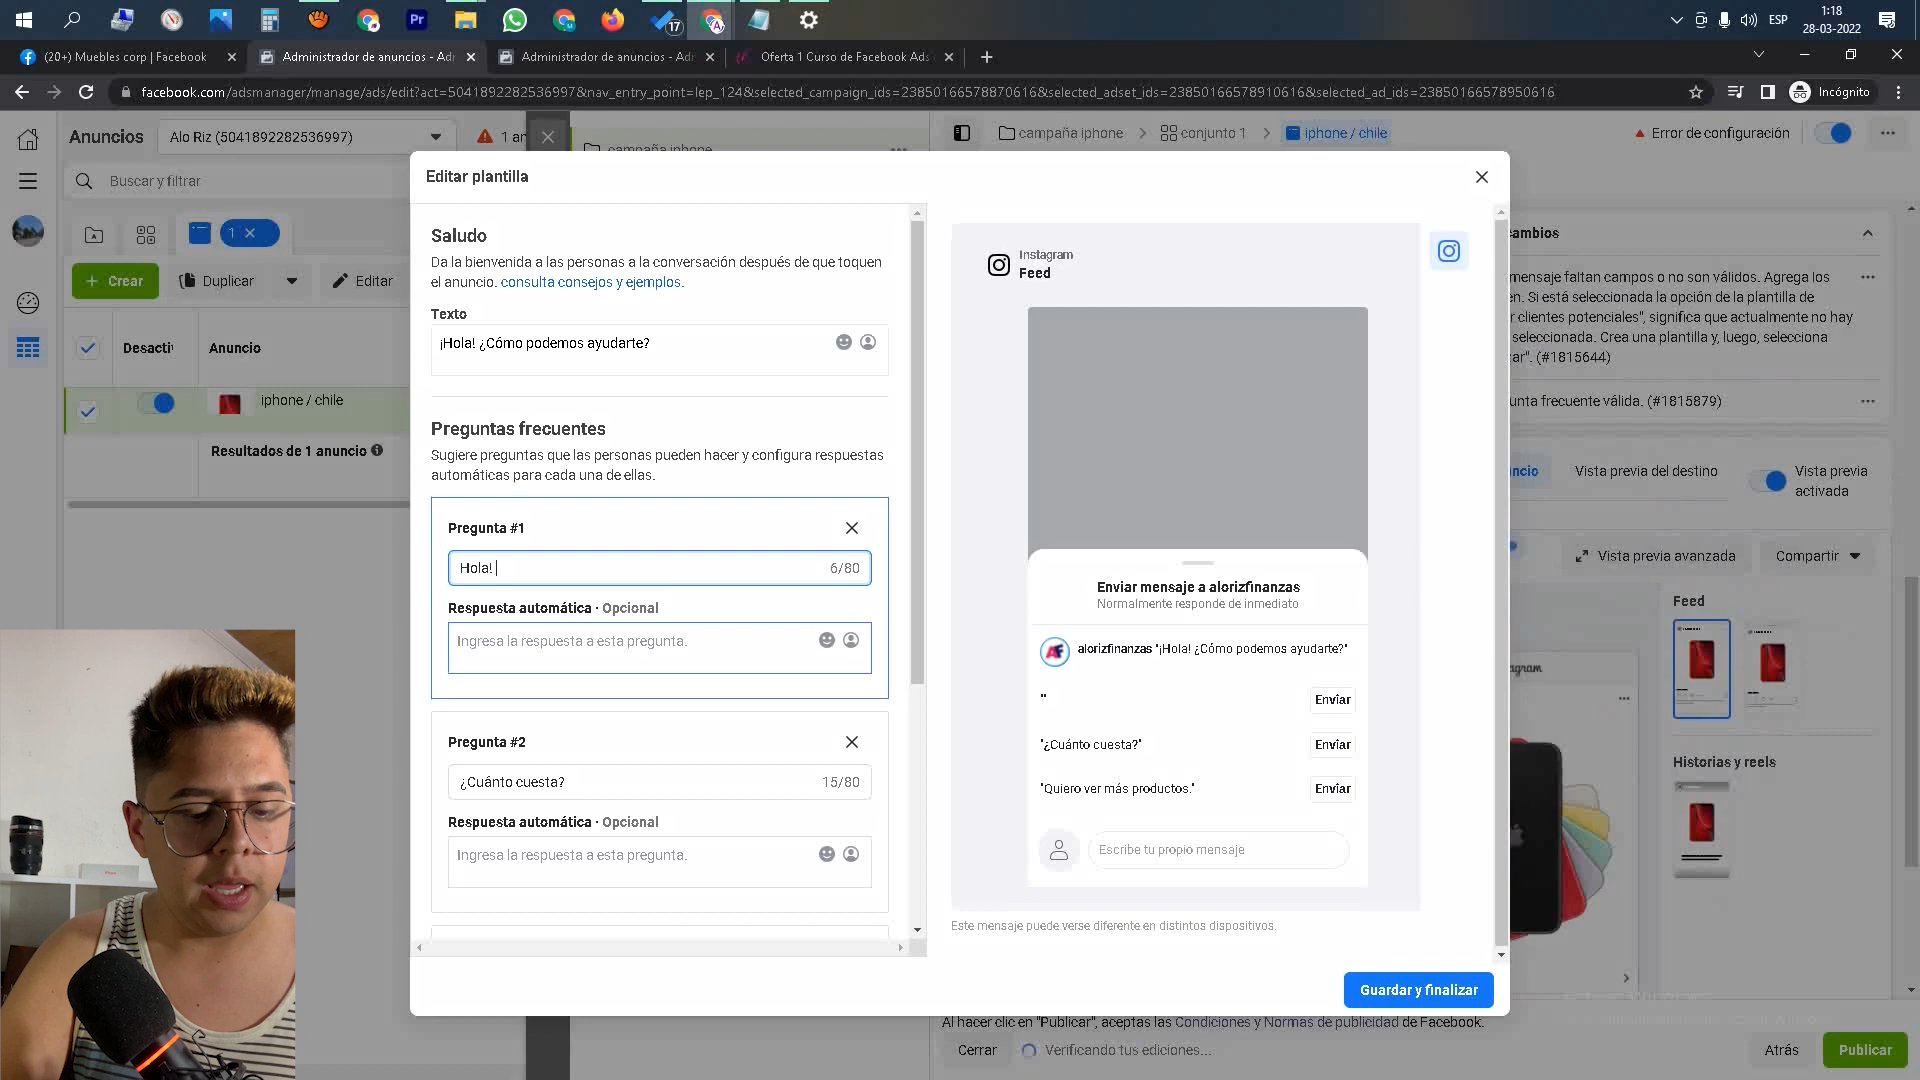 17
ESP
1:18
28-03-2022
(20+) Muebles corp | Facebook
Administrador de anuncios - Adr
Administrador de anuncios - Adr
Oferta 1 Curso de Facebook Ads
facebook.com/adsmanager/manage/ads/edit?act=5041892282536997&nav_entry_point=lep_124&selected_campaign_ids=23850166578870616&selected_adset_ids=23850166578910616&selected_ad_ids=23850166578950616
Incógnito
Anuncios
Alo Riz (5041892282536997)
1 an
campaña iphone
campaña iphone
conjunto 1
iphone / chile
Error de configuración
Buscar y filtrar
1
Crear
Duplicar
Editar
Desacti
Anuncio
iphone / chile
Resultados de 1 anuncio
Editar plantilla
Saludo
Da la bienvenida a las personas a la conversación después de que toquen
el anuncio. consulta consejos y ejemplos.
Texto
¡Hola! ¿Cómo podemos ayudarte?
Preguntas frecuentes
Sugiere preguntas que las personas pueden hacer y configura respuestas
automáticas para cada una de ellas.
Pregunta #1
Hola!
6/80
Respuesta automática · Opcional
Ingresa la respuesta a esta pregunta.
Pregunta #2
¿Cuánto cuesta?
15/80
Respuesta automática · Opcional
Ingresa la respuesta a esta pregunta.
Instagram
Feed
Enviar mensaje a alorizfinanzas
Normalmente responde de inmediato
AF
alorizfinanzas "¡Hola! ¿Cómo podemos ayudarte?"
""
Enviar
"¿Cuánto cuesta?"
Enviar
"Quiero ver más productos."
Enviar
Escribe tu propio mensaje
Este mensaje puede verse diferente en distintos dispositivos.
Guardar y finalizar
ambios
mensaje faltan campos o no son válidos. Agrega los
en. Si está seleccionada la opción de la plantilla de
r clientes potenciales", significa que actualmente no hay
seleccionada. Crea una plantilla y, luego, selecciona
ar". (#1815644)
unta frecuente válida. (#1815879)
ncio
Vista previa del destino
Vista previa
activada
Vista previa avanzada
Compartir
Feed
Historias y reels
Al hacer clic en "Publicar", aceptas las Condiciones y Normas de publicidad de Facebook.
Cerrar
Verificando tus ediciones...
Atrás
Publicar